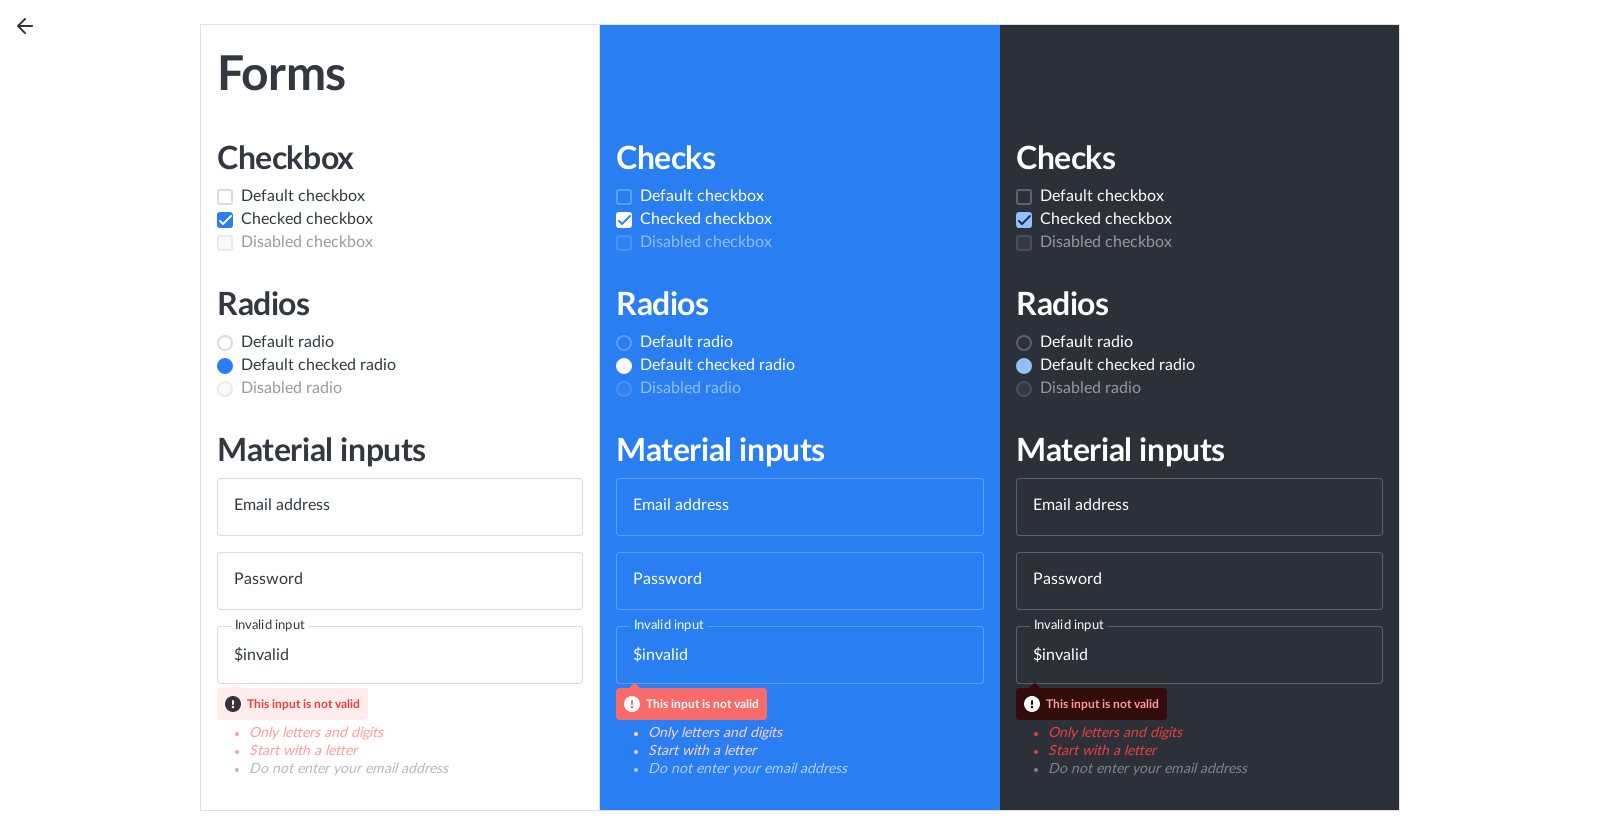 Forms
Checkbox
Default checkbox
Checked checkbox
Disabled checkbox
Radios
Default radio
Default checked radio
Disabled radio
Material inputs
Email address
Password
Invalid input
$invalid
This input is not valid
Only letters and digits
Start with a letter
Do not enter your email address
Checks
Default checkbox
Checked checkbox
Disabled checkbox
Radios
Default radio
Default checked radio
Disabled radio
Material inputs
Email address
Password
Invalid input
$invalid
This input is not valid
Only letters and digits
Start with a letter
Do not enter your email address
Checks
Default checkbox
Checked checkbox
Disabled checkbox
Radios
Default radio
Default checked radio
Disabled radio
Material inputs
Email address
Password
Invalid input
$invalid
This input is not valid
Only letters and digits
Start with a letter
Do not enter your email address